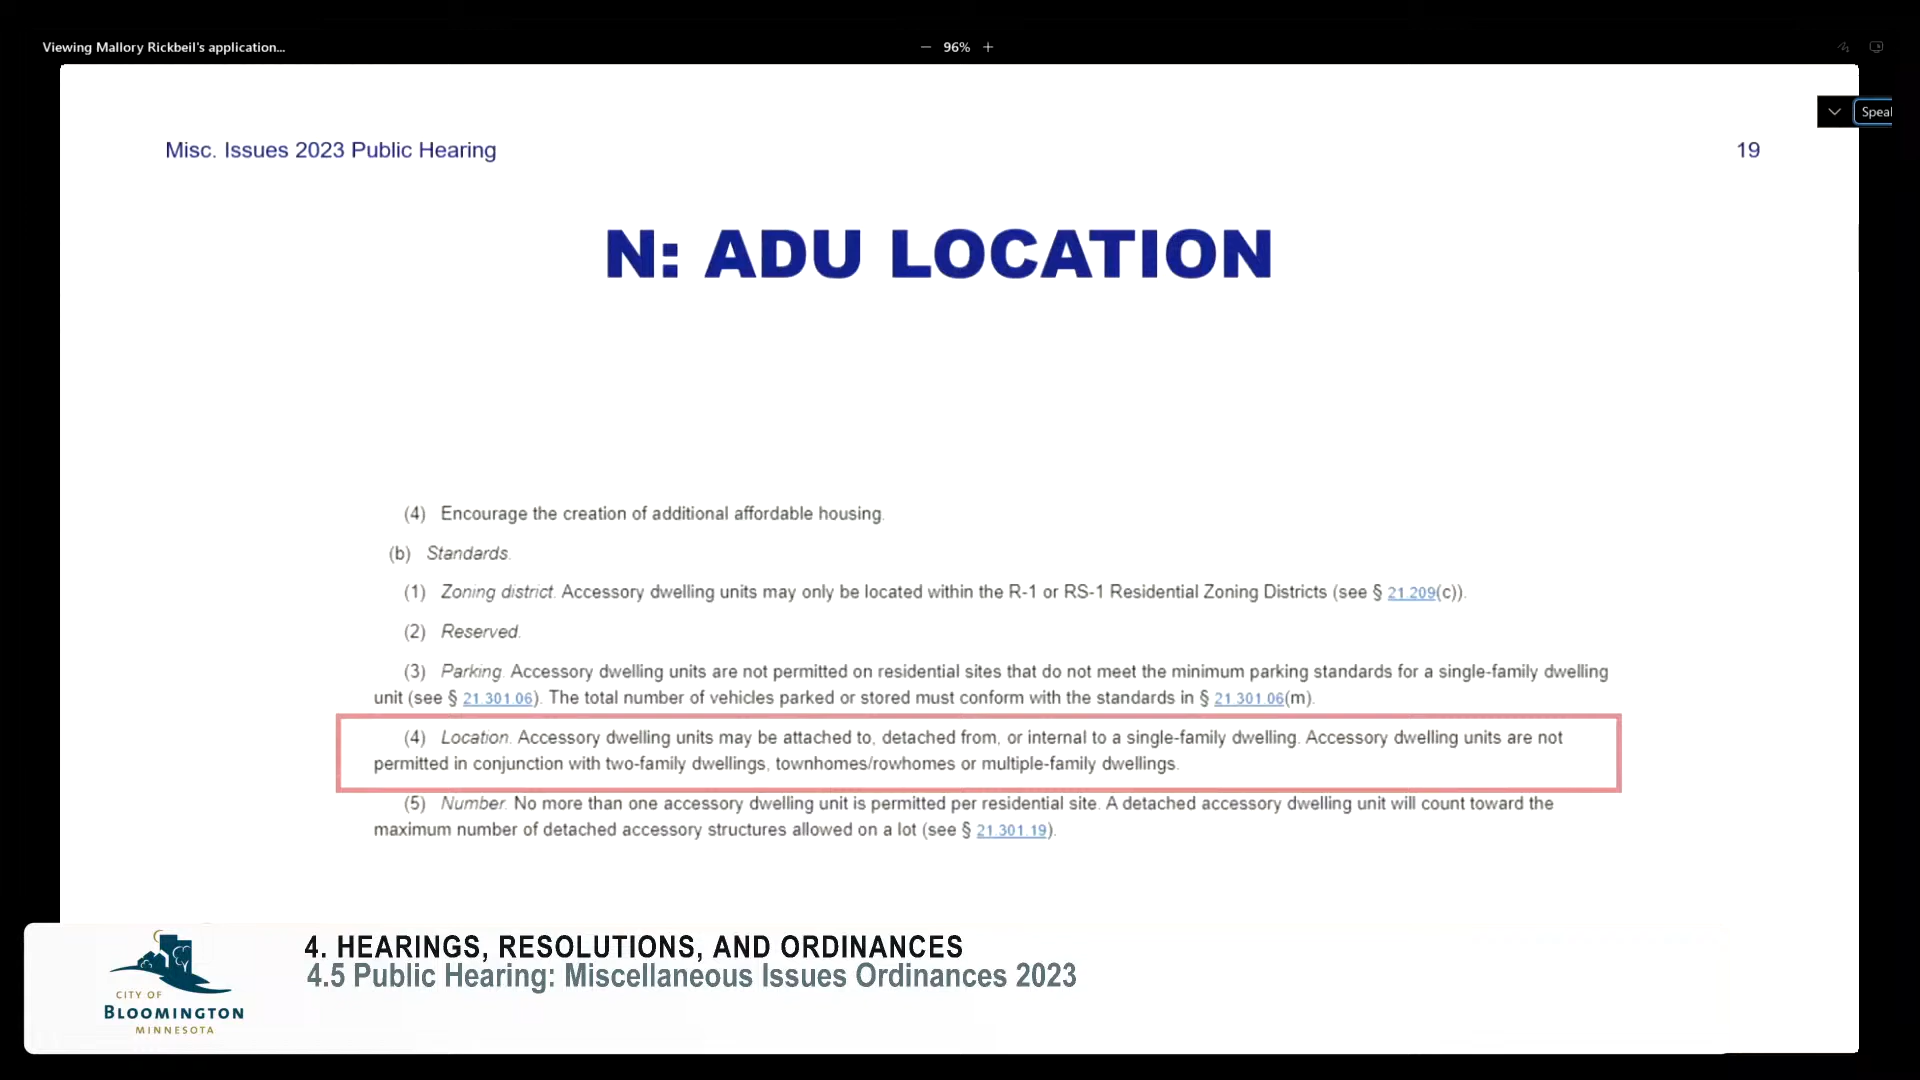 Viewing Mallory Rickbeil's application...
− 96% +
Speal
Misc. Issues 2023 Public Hearing
19
N: ADU LOCATION
(4) Encourage the creation of additional affordable housing.
(b) Standards.
(1) Zoning district. Accessory dwelling units may only be located within the R-1 or RS-1 Residential Zoning Districts (see § 21.209(c)).
(2) Reserved.
(3) Parking. Accessory dwelling units are not permitted on residential sites that do not meet the minimum parking standards for a single-family dwelling
unit (see § 21.301.06). The total number of vehicles parked or stored must conform with the standards in § 21.301.06(m).
(4) Location. Accessory dwelling units may be attached to, detached from, or internal to a single-family dwelling. Accessory dwelling units are not
permitted in conjunction with two-family dwellings, townhomes/rowhomes or multiple-family dwellings.
(5) Number. No more than one accessory dwelling unit is permitted per residential site. A detached accessory dwelling unit will count toward the
maximum number of detached accessory structures allowed on a lot (see § 21.301.19).
4. HEARINGS, RESOLUTIONS, AND ORDINANCES
4.5 Public Hearing: Miscellaneous Issues Ordinances 2023
CITY OF
BLOOMINGTON
MINNESOTA